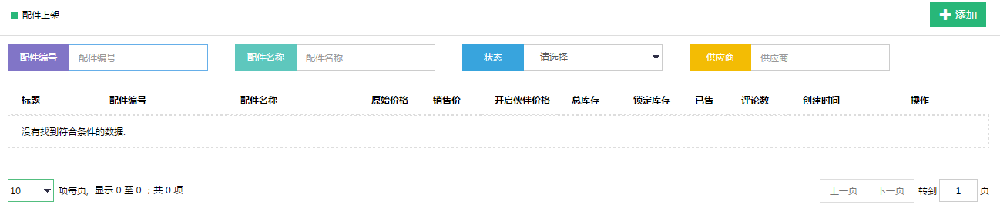 配件上架
添加
配件编号 配件编号 配件名称 配件名称 状态 - 请选择 - 供应商 供应商
标题 配件编号 配件名称 原始价格 销售价 开启伙伴价格 总库存 锁定库存 已售 评论数 创建时间 操作
没有找到符合条件的数据.
10 项每页, 显示 0 至 0 ；共 0 项 上一页 下一页 转到 1 页